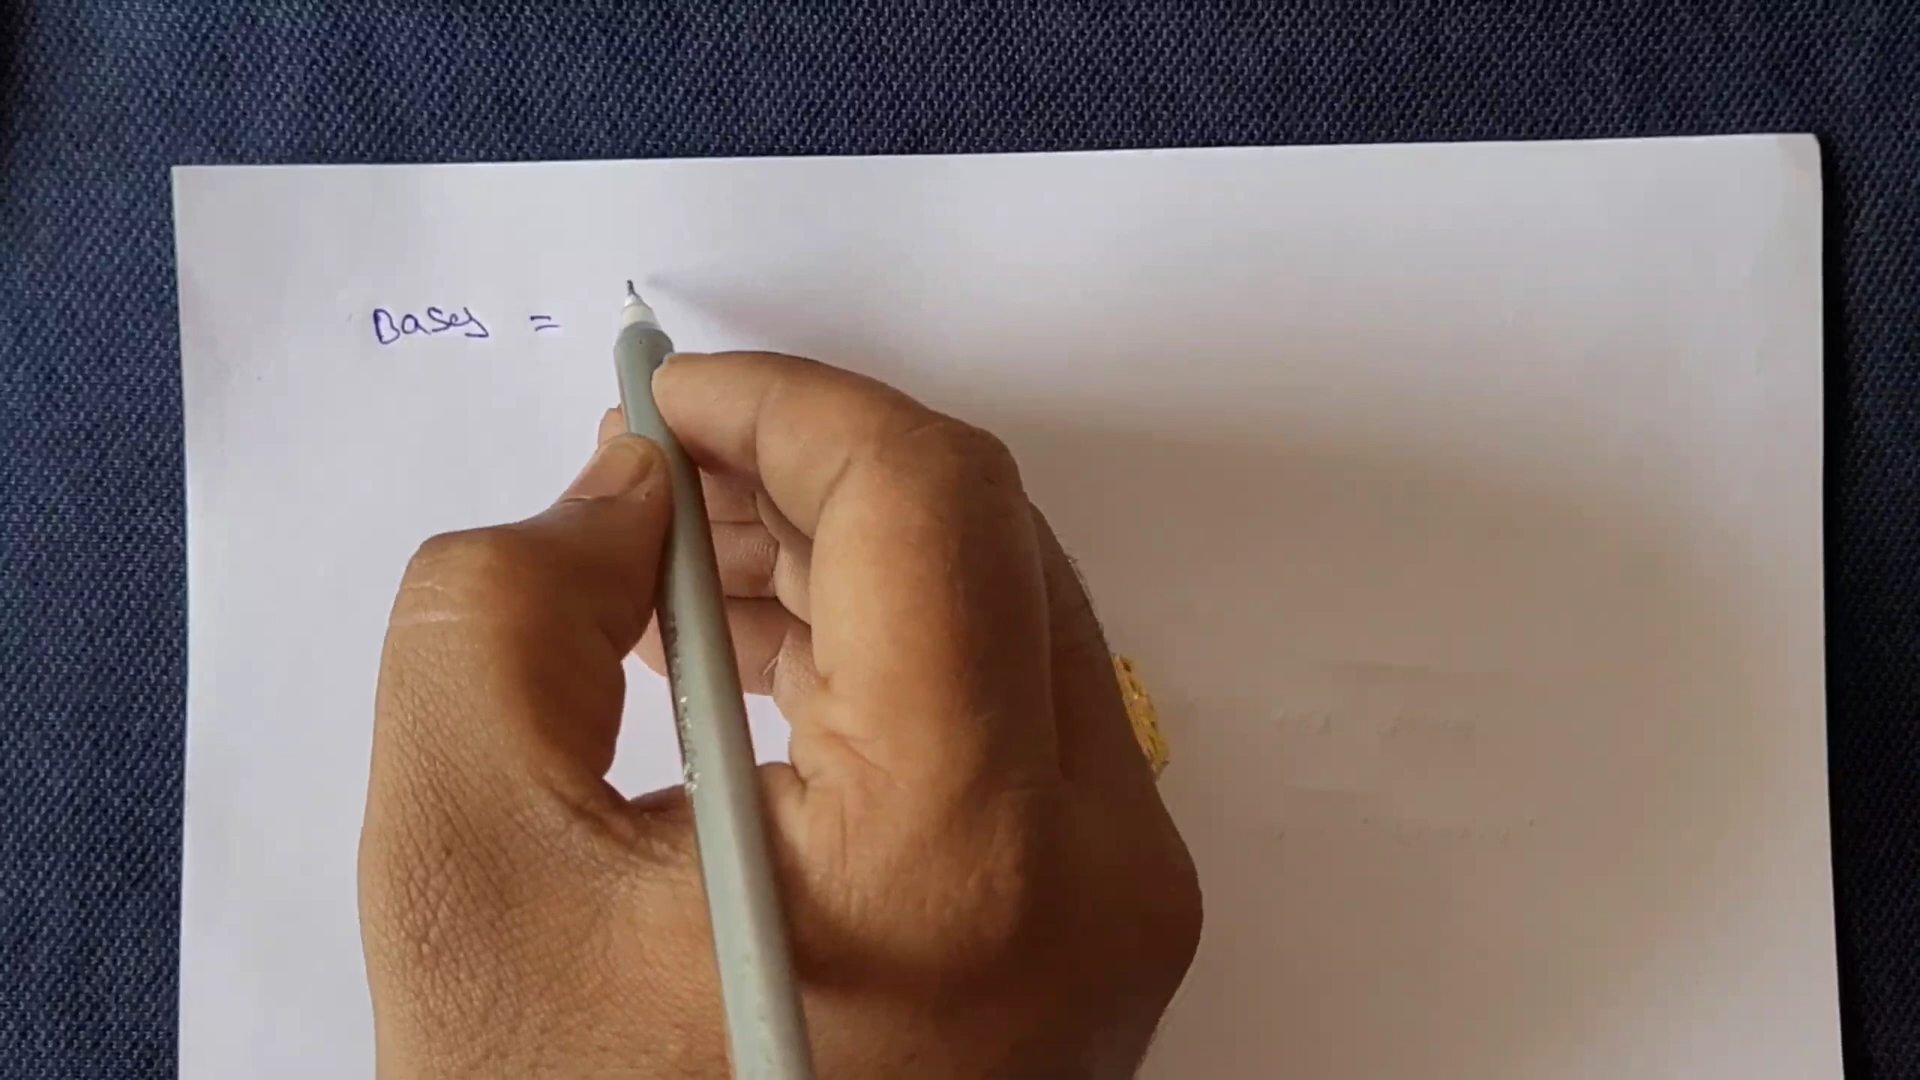 Bases =